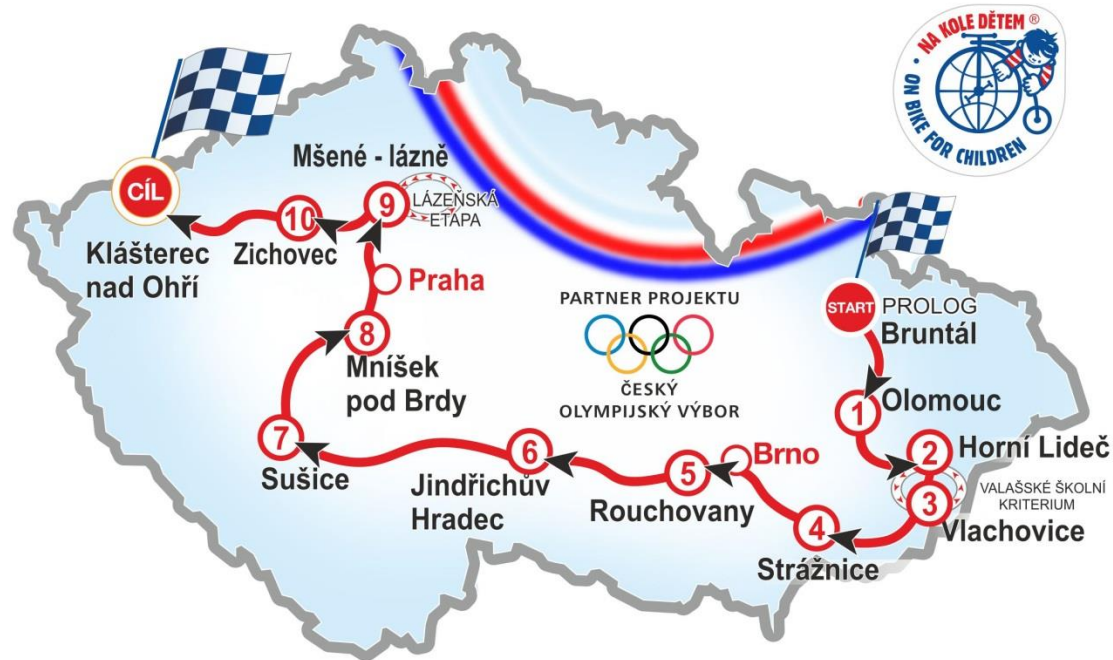 NA KOLE DĚTEM ®
• ON BIKE FOR CHILDREN •
Mšené - lázně
9
LÁZEŇSKÁ
ETAPA
CÍL
10
Klášterec
nad Ohří
Zichovec
Praha
8
Mníšek
pod Brdy
PARTNER PROJEKTU
ČESKÝ
OLYMPIJSKÝ VÝBOR
START
PROLOG
Bruntál
1
Olomouc
2
Horní Lideč
VALAŠSKÉ ŠKOLNÍ
KRITERIUM
3
Vlachovice
4
Strážnice
Brno
5
Rouchovany
6
Jindřichův
Hradec
7
Sušice